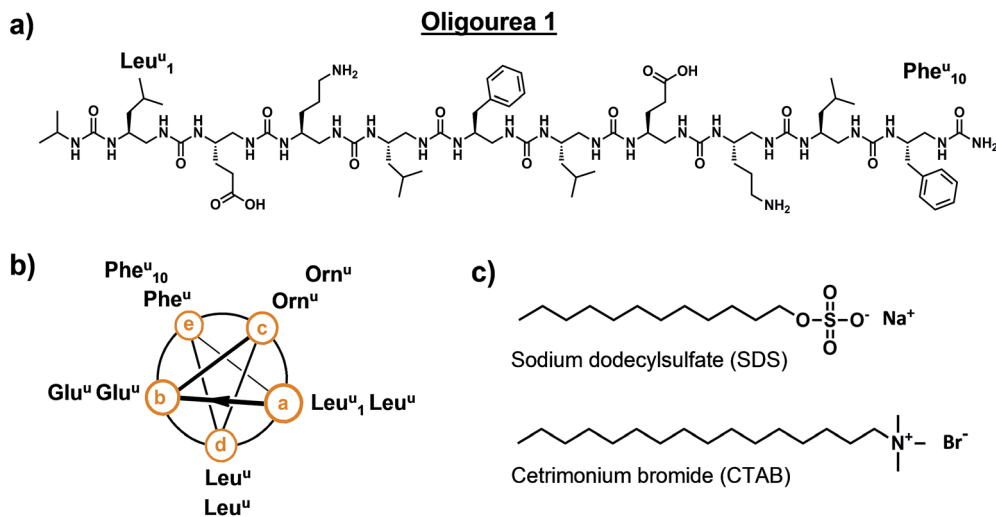 a)
Oligourea 1
Leuᵘ₁
Pheᵘ₁₀
NH₂
O
OH
O H H O H H O H H O H H O H H O
N N N N N N N N N N
N N O N N O N N O N N O N N O N NH₂
H H H H H H H H H H H
O OH
NH₂
b)
Pheᵘ₁₀ Ornᵘ
Pheᵘ Ornᵘ
e c
Gluᵘ Gluᵘ b a Leuᵘ₁ Leuᵘ
d
Leuᵘ
Leuᵘ
c)
O
O S O⁻ Na⁺
O
Sodium dodecylsulfate (SDS)
N⁺ Br⁻
Cetrimonium bromide (CTAB)